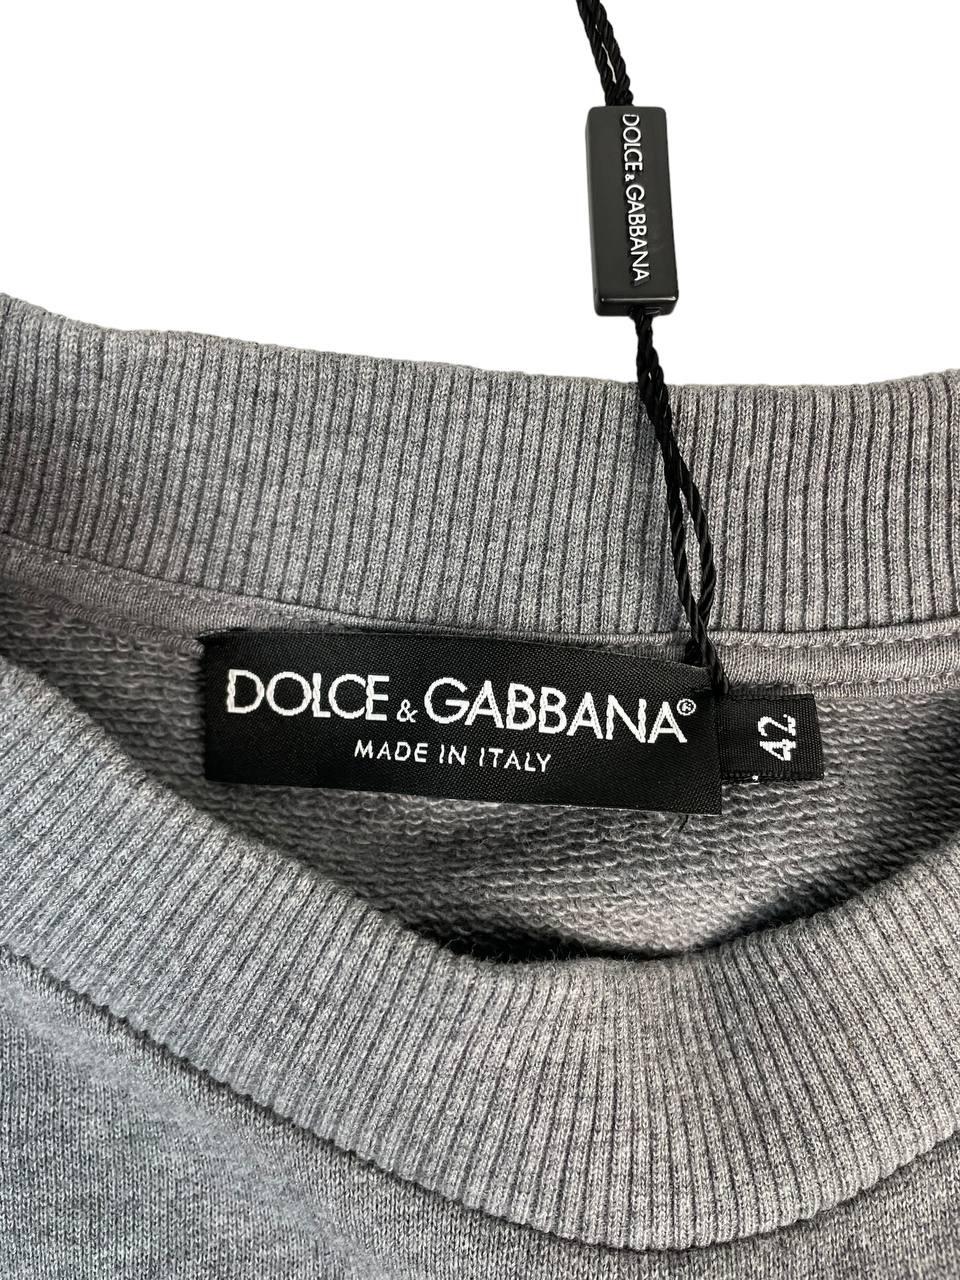 DOLCE & GABBANA
DOLCE & GABBANA®
MADE IN ITALY
42